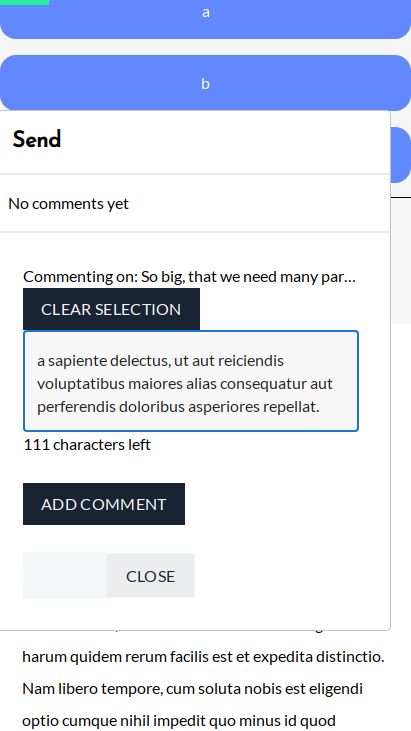 a
b
Send
No comments yet
Commenting on: So big, that we need many par...
CLEAR SELECTION
a sapiente delectus, ut aut reiciendis
voluptatibus maiores alias consequatur aut
perferendis doloribus asperiores repellat.
111 characters left
ADD COMMENT
CLOSE
harum quidem rerum facilis est et expedita distinctio.
Nam libero tempore, cum soluta nobis est eligendi
optio cumque nihil impedit quo minus id quod